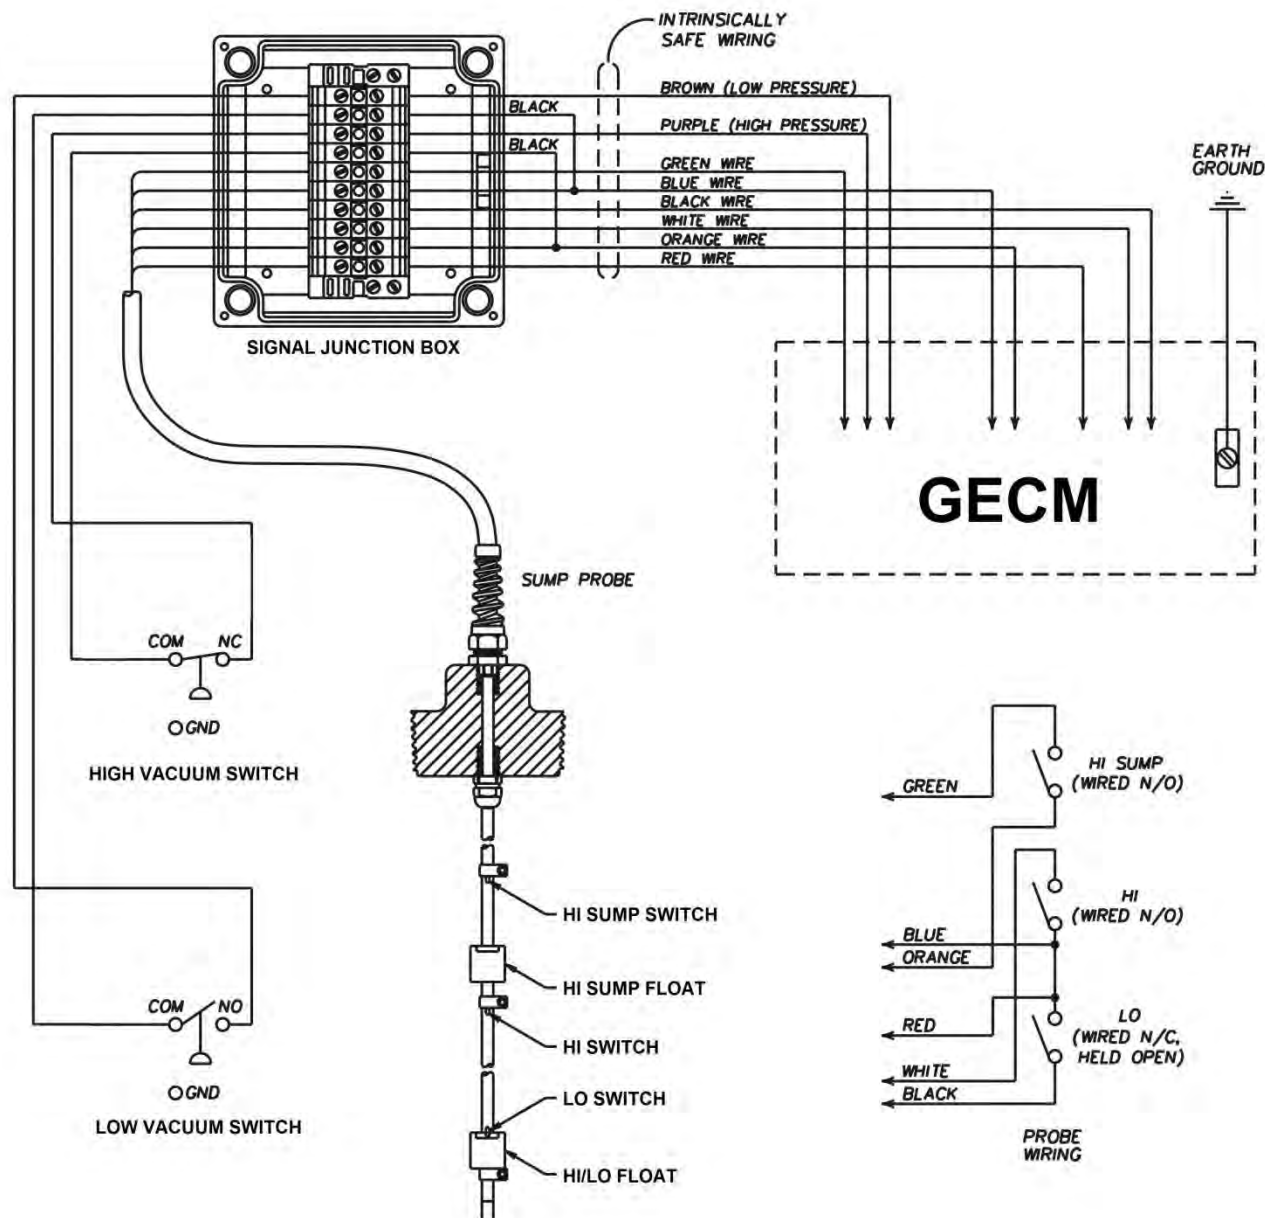 INTRINSICALLY
SAFE WIRING
BROWN (LOW PRESSURE)
BLACK
PURPLE (HIGH PRESSURE)
BLACK
GREEN WIRE
BLUE WIRE
BLACK WIRE
WHITE WIRE
ORANGE WIRE
RED WIRE
EARTH
GROUND
SIGNAL JUNCTION BOX
GECM
SUMP PROBE
COM NC
GND
HIGH VACUUM SWITCH
HI SUMP
(WIRED N/O)
GREEN
HI
(WIRED N/O)
BLUE
ORANGE
LO
(WIRED N/C,
HELD OPEN)
RED
WHITE
BLACK
PROBE
WIRING
HI SUMP SWITCH
HI SUMP FLOAT
HI SWITCH
LO SWITCH
HI/LO FLOAT
COM NO
GND
LOW VACUUM SWITCH